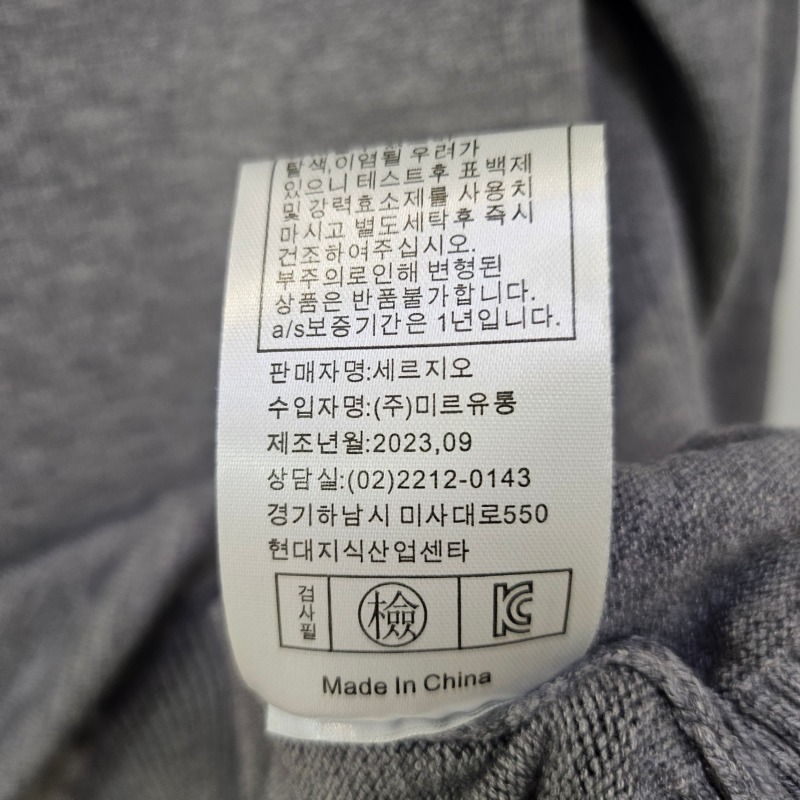 탈색,이염될 우려가
있으니 테스트후 표백제
및 강력효소제를 사용치
마시고 별도세탁후 즉시
건조하여주십시오.
부주의로인해 변형된
상품은 반품불가합니다.
a/s보증기간은 1년입니다.
판매자명:세르지오
수입자명:(주)미르유통
제조년월:2023,09
상담실:(02)2212-0143
경기하남시 미사대로550
현대지식산업센타
검사필
檢
KC
Made In China